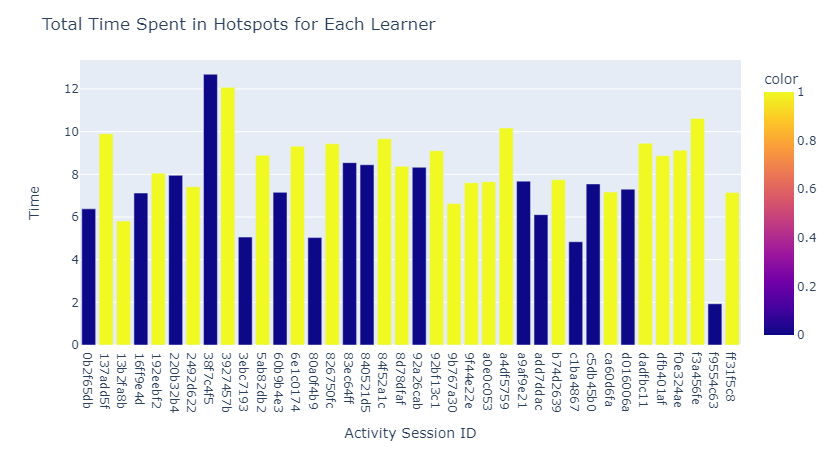 Total Time Spent in Hotspots for Each Learner
color
1
0.8
0.6
0.4
0.2
0
Time
12
10
8
6
4
2
0
0b2f65db
137add5f
13b2fa8b
16ff9e4d
192eebf2
220b32b4
2492d622
38f7c4f5
3927457b
3ebc7193
5ab82db2
60b9b4e3
6e1c0174
80a0f4b9
826750fc
83ec64ff
840521d5
84f52a1c
8d78dfaf
92a26cab
92bf13c1
9b767a30
9f44e22e
a0e0c053
a4df5759
a9af9e21
add7ddac
b74d2639
c1ba4867
c5db45b0
ca60d6fa
d016006a
dadfbc11
dfb401af
f0e324ae
f3a456fe
f9554c63
ff31f5c8
Activity Session ID